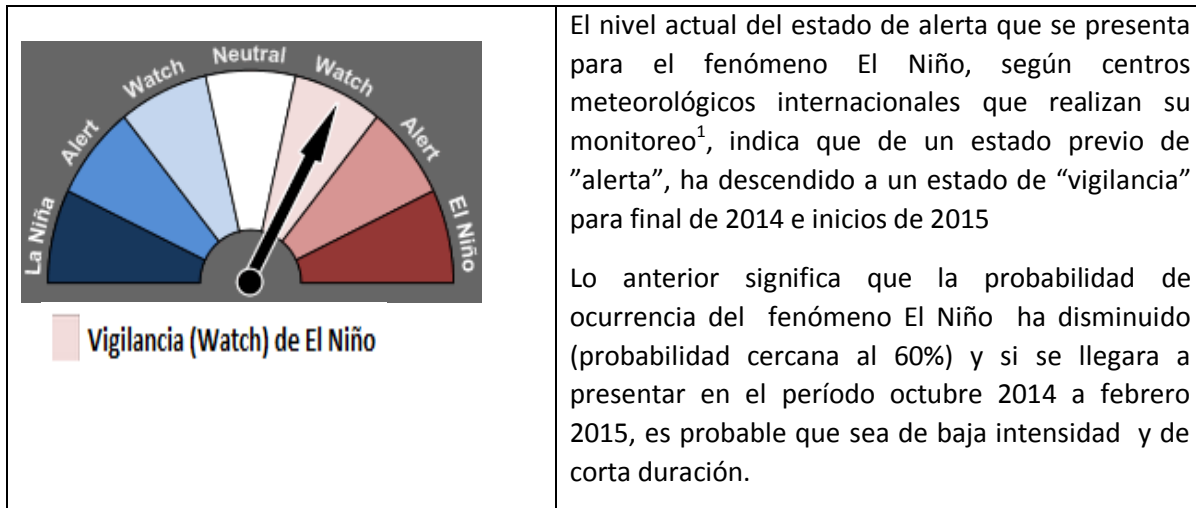 La Niña
Alert
Watch
Neutral
Watch
Alert
El Niño
Vigilancia (Watch) de El Niño
El nivel actual del estado de alerta que se presenta
para el fenómeno El Niño, según centros
meteorológicos internacionales que realizan su
monitoreo¹, indica que de un estado previo de
”alerta”, ha descendido a un estado de “vigilancia”
para final de 2014 e inicios de 2015
Lo anterior significa que la probabilidad de
ocurrencia del fenómeno El Niño ha disminuido
(probabilidad cercana al 60%) y si se llegara a
presentar en el período octubre 2014 a febrero
2015, es probable que sea de baja intensidad y de
corta duración.